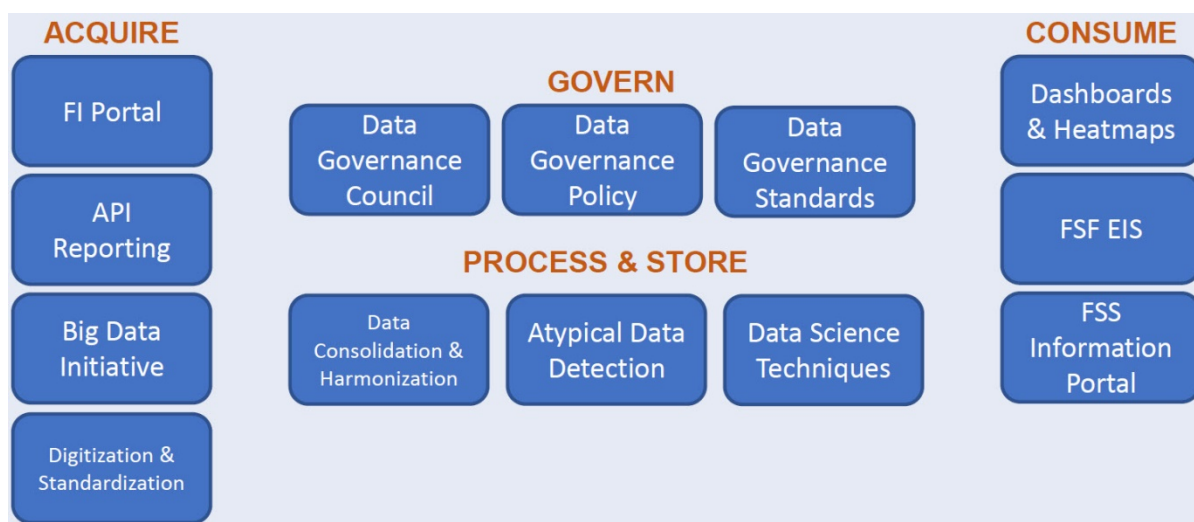 ACQUIRE
FI Portal
API
Reporting
Big Data
Initiative
Digitization &
Standardization
GOVERN
Data
Governance
Council
Data
Governance
Policy
Data
Governance
Standards
PROCESS & STORE
Data
Consolidation &
Harmonization
Atypical Data
Detection
Data Science
Techniques
CONSUME
Dashboards
& Heatmaps
FSF EIS
FSS
Information
Portal